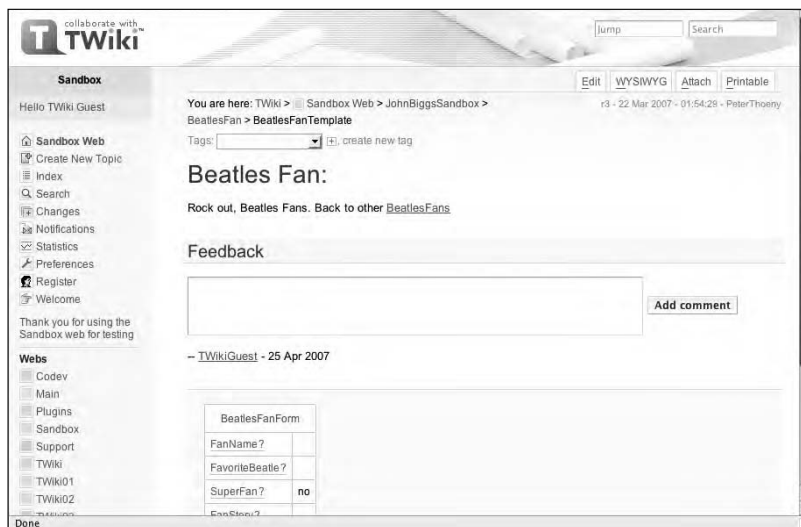 collaborate with
TWiki™
Jump
Search
Sandbox
Edit WYSIWYG Attach Printable
Hello TWiki Guest
You are here: TWiki > Sandbox Web > JohnBiggsSandbox >
BeatlesFan > BeatlesFanTemplate
r3 - 22 Mar 2007 - 01:54:29 - PeterThoeny
Tags: create new tag
Sandbox Web
Create New Topic
Index
Search
Changes
Notifications
Statistics
Preferences
Register
Welcome
Thank you for using the
Sandbox web for testing
Webs
Codev
Main
Plugins
Sandbox
Support
TWiki
TWiki01
TWiki02
Beatles Fan:
Rock out, Beatles Fans. Back to other BeatlesFans
Feedback
Add comment
-- TWikiGuest - 25 Apr 2007
BeatlesFanForm
FanName?
FavoriteBeatle?
SuperFan? no
FanStory?
Done